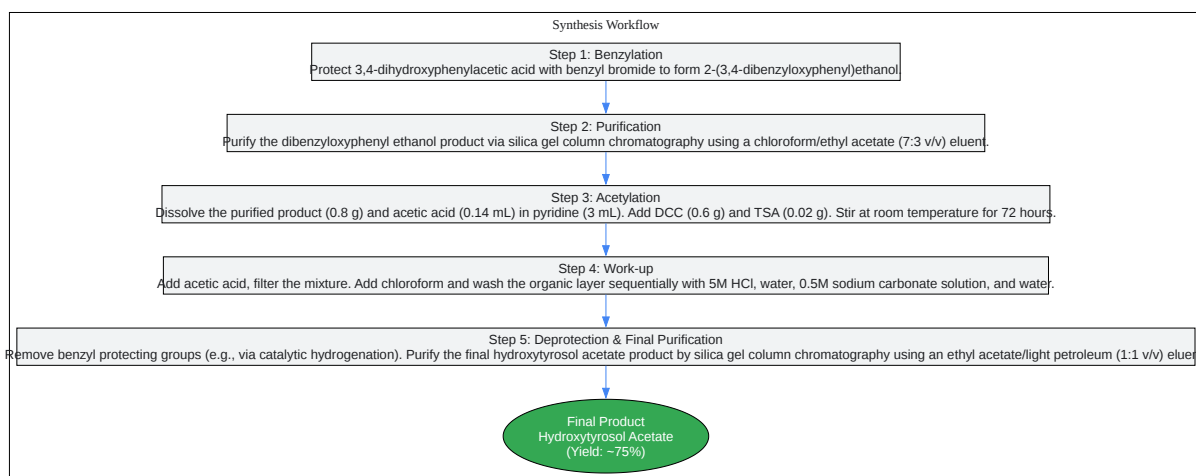 Synthesis Workflow
Step 1: Benzylation
Protect 3,4-dihydroxyphenylacetic acid with benzyl bromide to form 2-(3,4-dibenzyloxyphenyl)ethanol.
Step 2: Purification
Purify the dibenzyloxyphenyl ethanol product via silica gel column chromatography using a chloroform/ethyl acetate (7:3 v/v) eluent.
Step 3: Acetylation
Dissolve the purified product (0.8 g) and acetic acid (0.14 mL) in pyridine (3 mL). Add DCC (0.6 g) and TSA (0.02 g). Stir at room temperature for 72 hours.
Step 4: Work-up
Add acetic acid, filter the mixture. Add chloroform and wash the organic layer sequentially with 5M HCl, water, 0.5M sodium carbonate solution, and water.
Step 5: Deprotection & Final Purification
Remove benzyl protecting groups (e.g., via catalytic hydrogenation). Purify the final hydroxytyrosol acetate product by silica gel column chromatography using an ethyl acetate/light petroleum (1:1 v/v)
Final Product
Hydroxytyrosol Acetate
(Yield: ~75%)